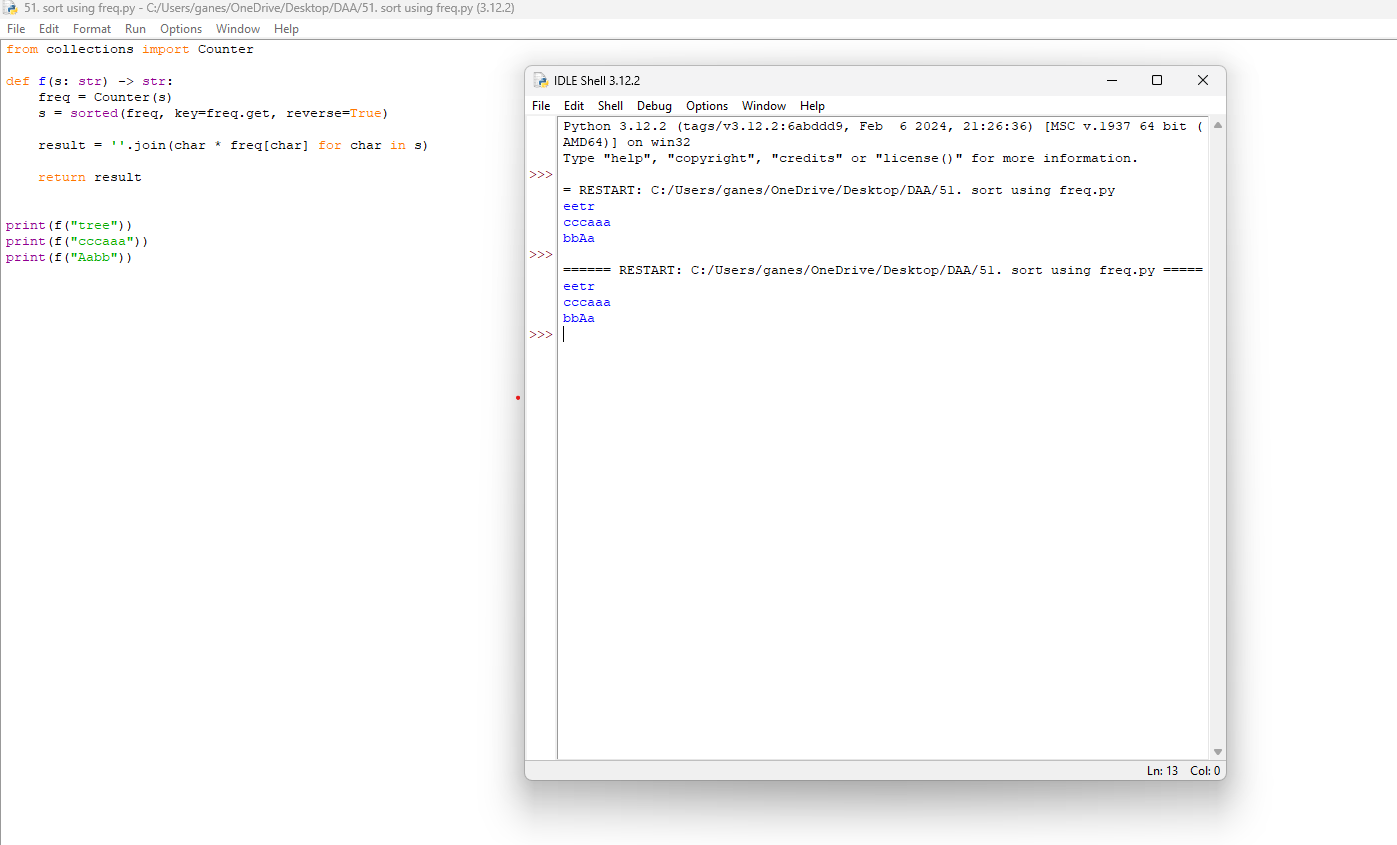 51. sort using freq.py - C:/Users/ganes/OneDrive/Desktop/DAA/51. sort using freq.py (3.12.2)
File Edit Format Run Options Window Help
from collections import Counter
def f(s: str) -> str:
    freq = Counter(s)
    s = sorted(freq, key=freq.get, reverse=True)
    result = ''.join(char * freq[char] for char in s)
    return result
print(f("tree"))
print(f("cccaaa"))
print(f("Aabb"))
IDLE Shell 3.12.2
File Edit Shell Debug Options Window Help
Python 3.12.2 (tags/v3.12.2:6abddd9, Feb  6 2024, 21:26:36) [MSC v.1937 64 bit (
AMD64)] on win32
Type "help", "copyright", "credits" or "license()" for more information.
>>>
= RESTART: C:/Users/ganes/OneDrive/Desktop/DAA/51. sort using freq.py
eetr
cccaaa
bbAa
>>>
====== RESTART: C:/Users/ganes/OneDrive/Desktop/DAA/51. sort using freq.py =====
eetr
cccaaa
bbAa
>>>
Ln: 13 Col: 0